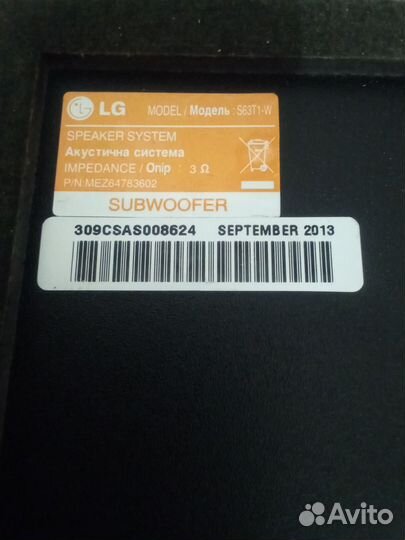 LG MODEL / Модель : S63T1-W
SPEAKER SYSTEM
Акустична система
IMPEDANCE / Опір : 3 Ω
P/N:MEZ64783602
SUBWOOFER
309CSAS008624 SEPTEMBER 2013
Avito